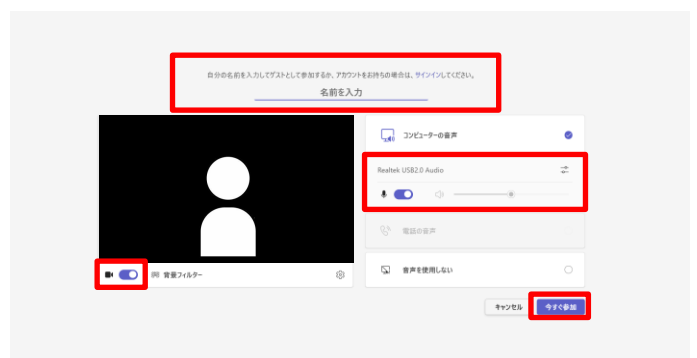 自分の名前を入力してゲストとして参加するか、アカウントをお持ちの場合は、サインインしてください。
名前を入力
コンピューターの音声
Realtek USB2.0 Audio
電話の音声
背景フィルター
音声を使用しない
キャンセル
今すぐ参加